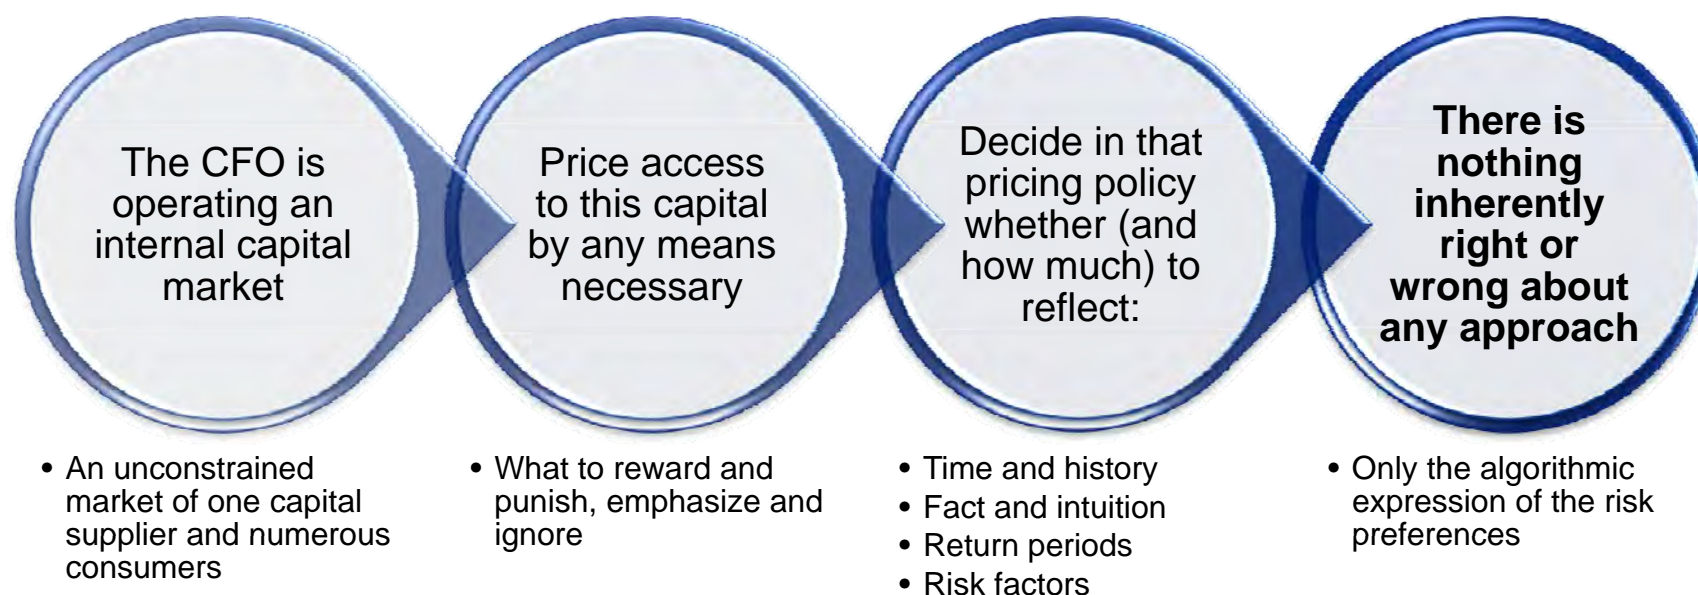 The CFO is
operating an
internal capital
market
• An unconstrained
market of one capital
supplier and numerous
consumers
Price access
to this capital
by any means
necessary
• What to reward and
punish, emphasize and
ignore
Decide in that
pricing policy
whether (and
how much) to
reflect:
• Time and history
• Fact and intuition
• Return periods
• Risk factors
There is
nothing
inherently
right or
wrong about
any approach
• Only the algorithmic
expression of the risk
preferences